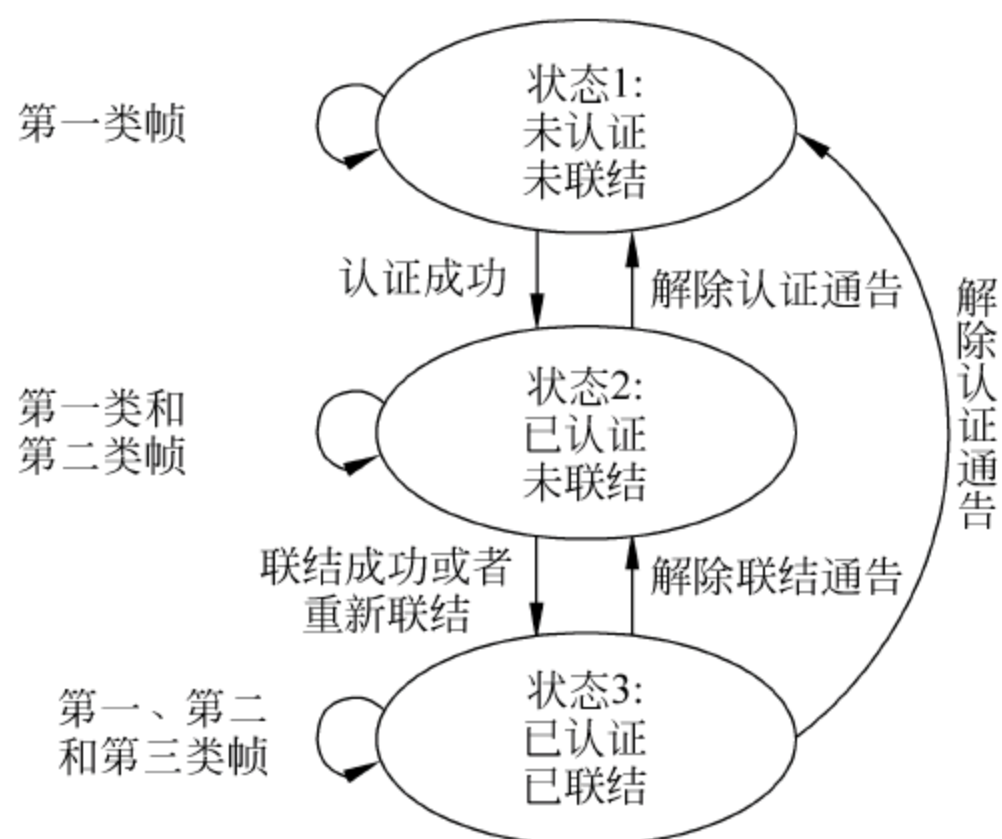 状态1:
未认证
未联结
第一类帧
认证成功
解除认证通告
解除认证通告
状态2:
已认证
未联结
第一类和
第二类帧
联结成功或者
重新联结
解除联结通告
状态3:
已认证
已联结
第一、第二
和第三类帧